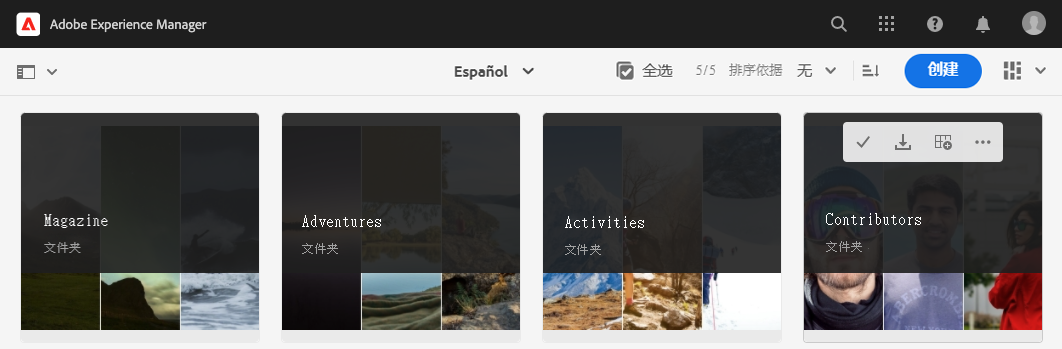 Adobe Experience Manager
Español 全选 5/5 排序依据 无 创建
Magazine
文件夹
Adventures
文件夹
Activities
文件夹
Contributors
文件夹
ABERCROM